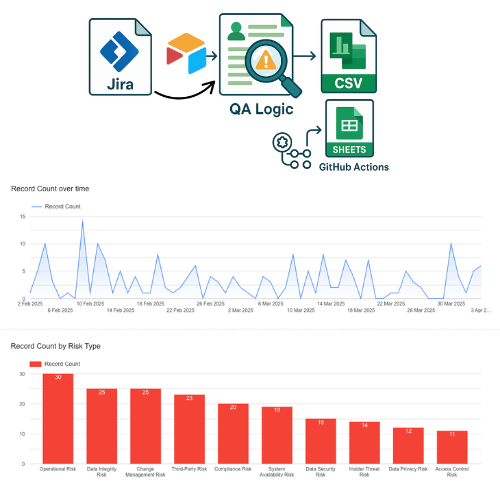 Jira
QA Logic
CSV
SHEETS
GitHub Actions
Record Count over time
Record Count
15
10
5
0
2 Feb 2025
6 Feb 2025
10 Feb 2025
14 Feb 2025
18 Feb 2025
22 Feb 2025
26 Feb 2025
2 Mar 2025
6 Mar 2025
10 Mar 2025
14 Mar 2025
18 Mar 2025
22 Mar 2025
26 Mar 2025
30 Mar 2025
3 Apr 2...
Record Count by Risk Type
Record Count
30
20
10
0
30
25
25
23
20
19
15
14
12
11
Operational Risk
Data Integrity
Risk
Change
Management Risk
Third-Party Risk
Compliance Risk
System
Availability Risk
Data Security
Risk
Insider Threat
Risk
Data Privacy Risk
Access Control
Risk